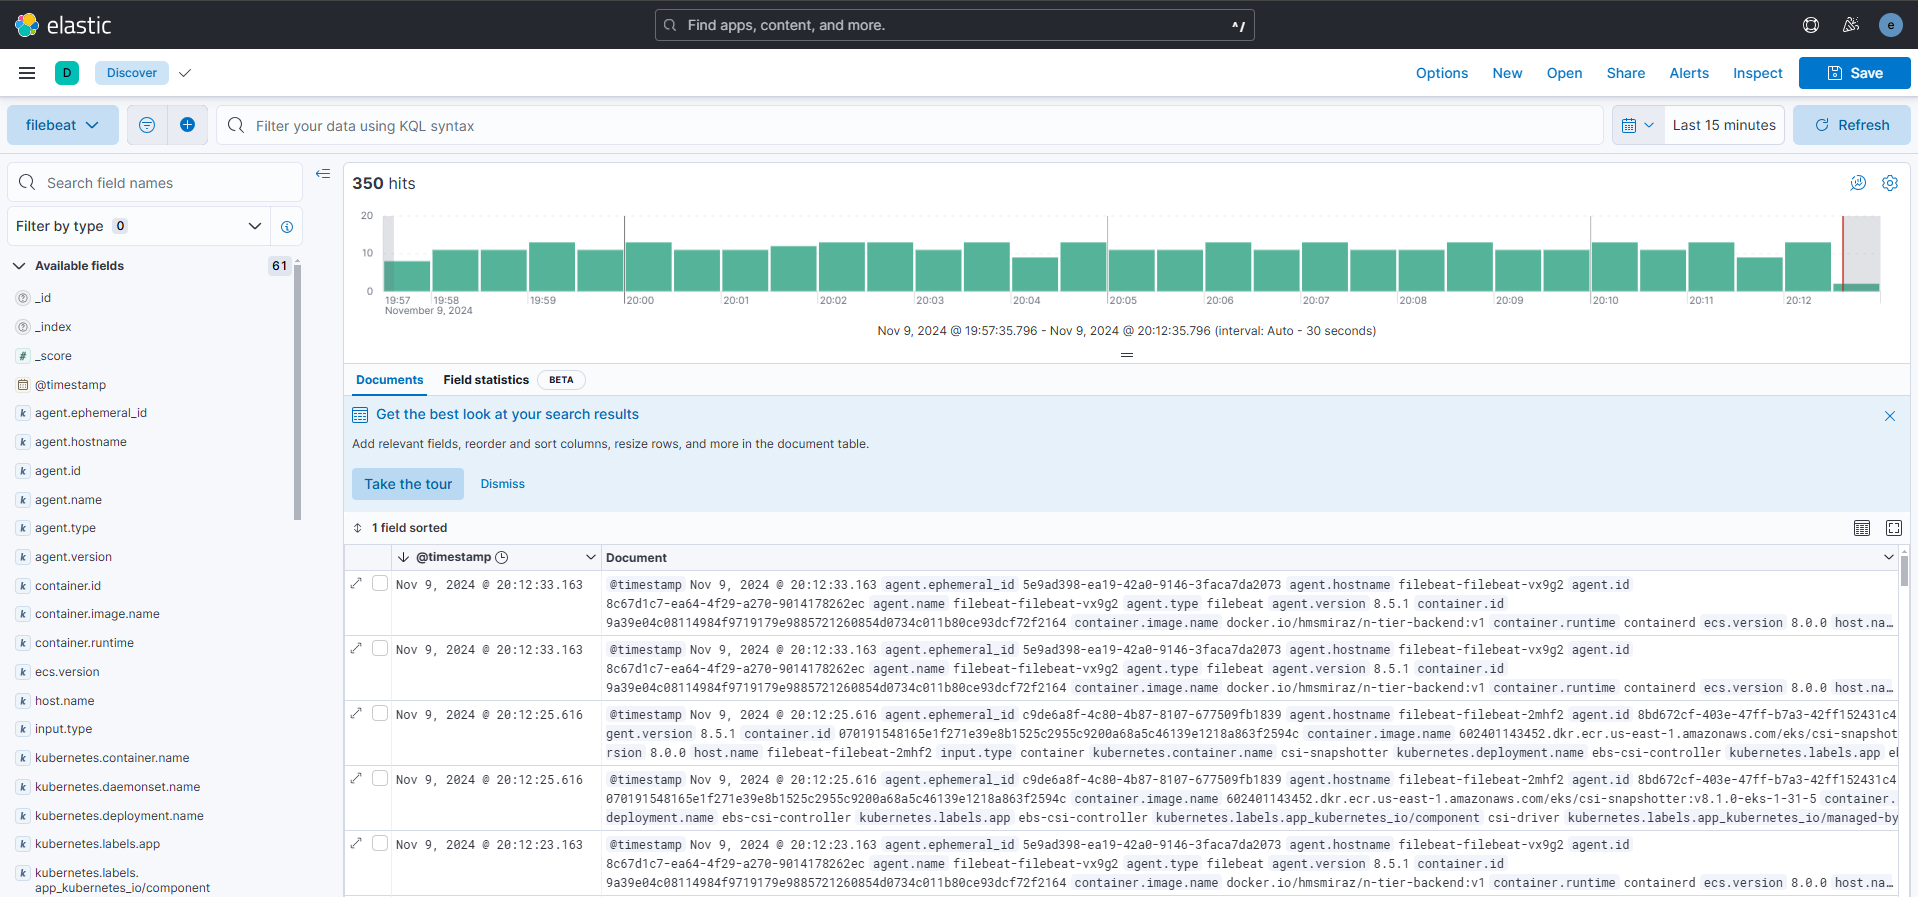 elastic
Find apps, content, and more.
^/
e
D
Discover
Options
New
Open
Share
Alerts
Inspect
Save
filebeat
Filter your data using KQL syntax
Last 15 minutes
Refresh
Search field names
Filter by type 0
Available fields 61
_id
_index
# _score
@timestamp
k agent.ephemeral_id
k agent.hostname
k agent.id
k agent.name
k agent.type
k agent.version
k container.id
k container.image.name
k container.runtime
k ecs.version
k host.name
k input.type
k kubernetes.container.name
k kubernetes.daemonset.name
k kubernetes.deployment.name
k kubernetes.labels.app
k kubernetes.labels.
app_kubernetes_io/component
350 hits
20
10
0
19:57 19:58 19:59 20:00 20:01 20:02 20:03 20:04 20:05 20:06 20:07 20:08 20:09 20:10 20:11 20:12
November 9, 2024
Nov 9, 2024 @ 19:57:35.796 - Nov 9, 2024 @ 20:12:35.796 (interval: Auto - 30 seconds)
Documents
Field statistics
BETA
Get the best look at your search results
Add relevant fields, reorder and sort columns, resize rows, and more in the document table.
Take the tour
Dismiss
1 field sorted
@timestamp
Document
Nov 9, 2024 @ 20:12:33.163 @timestamp Nov 9, 2024 @ 20:12:33.163 agent.ephemeral_id 5e9ad398-ea19-42a0-9146-3faca7da2073 agent.hostname filebeat-filebeat-vx9g2 agent.id
8c67d1c7-ea64-4f29-a270-9014178262ec agent.name filebeat-filebeat-vx9g2 agent.type filebeat agent.version 8.5.1 container.id
9a39e04c08114984f9719179e9885721260854d0734c011b80ce93dcf72f2164 container.image.name docker.io/hmsmiraz/n-tier-backend:v1 container.runtime containerd ecs.version 8.0.0 host.na…
Nov 9, 2024 @ 20:12:33.163 @timestamp Nov 9, 2024 @ 20:12:33.163 agent.ephemeral_id 5e9ad398-ea19-42a0-9146-3faca7da2073 agent.hostname filebeat-filebeat-vx9g2 agent.id
8c67d1c7-ea64-4f29-a270-9014178262ec agent.name filebeat-filebeat-vx9g2 agent.type filebeat agent.version 8.5.1 container.id
9a39e04c08114984f9719179e9885721260854d0734c011b80ce93dcf72f2164 container.image.name docker.io/hmsmiraz/n-tier-backend:v1 container.runtime containerd ecs.version 8.0.0 host.na…
Nov 9, 2024 @ 20:12:25.616 @timestamp Nov 9, 2024 @ 20:12:25.616 agent.ephemeral_id c9de6a8f-4c80-4b87-8107-677509fb1839 agent.hostname filebeat-filebeat-2mhf2 agent.id 8bd672cf-403e-47ff-b7a3-42ff152431c4
gent.version 8.5.1 container.id 070191548165e1f271e39e8b1525c2955c9200a68a5c46139e1218a863f2594c container.image.name 602401143452.dkr.ecr.us-east-1.amazonaws.com/eks/csi-snapshot
rsion 8.0.0 host.name filebeat-filebeat-2mhf2 input.type container kubernetes.container.name csi-snapshotter kubernetes.deployment.name ebs-csi-controller kubernetes.labels.app eb
Nov 9, 2024 @ 20:12:25.616 @timestamp Nov 9, 2024 @ 20:12:25.616 agent.ephemeral_id c9de6a8f-4c80-4b87-8107-677509fb1839 agent.hostname filebeat-filebeat-2mhf2 agent.id 8bd672cf-403e-47ff-b7a3-42ff152431c4
070191548165e1f271e39e8b1525c2955c9200a68a5c46139e1218a863f2594c container.image.name 602401143452.dkr.ecr.us-east-1.amazonaws.com/eks/csi-snapshotter:v8.1.0-eks-1-31-5 container.
deployment.name ebs-csi-controller kubernetes.labels.app ebs-csi-controller kubernetes.labels.app_kubernetes_io/component csi-driver kubernetes.labels.app_kubernetes_io/managed-by
Nov 9, 2024 @ 20:12:23.163 @timestamp Nov 9, 2024 @ 20:12:23.163 agent.ephemeral_id 5e9ad398-ea19-42a0-9146-3faca7da2073 agent.hostname filebeat-filebeat-vx9g2 agent.id
8c67d1c7-ea64-4f29-a270-9014178262ec agent.name filebeat-filebeat-vx9g2 agent.type filebeat agent.version 8.5.1 container.id
9a39e04c08114984f9719179e9885721260854d0734c011b80ce93dcf72f2164 container.image.name docker.io/hmsmiraz/n-tier-backend:v1 container.runtime containerd ecs.version 8.0.0 host.na…